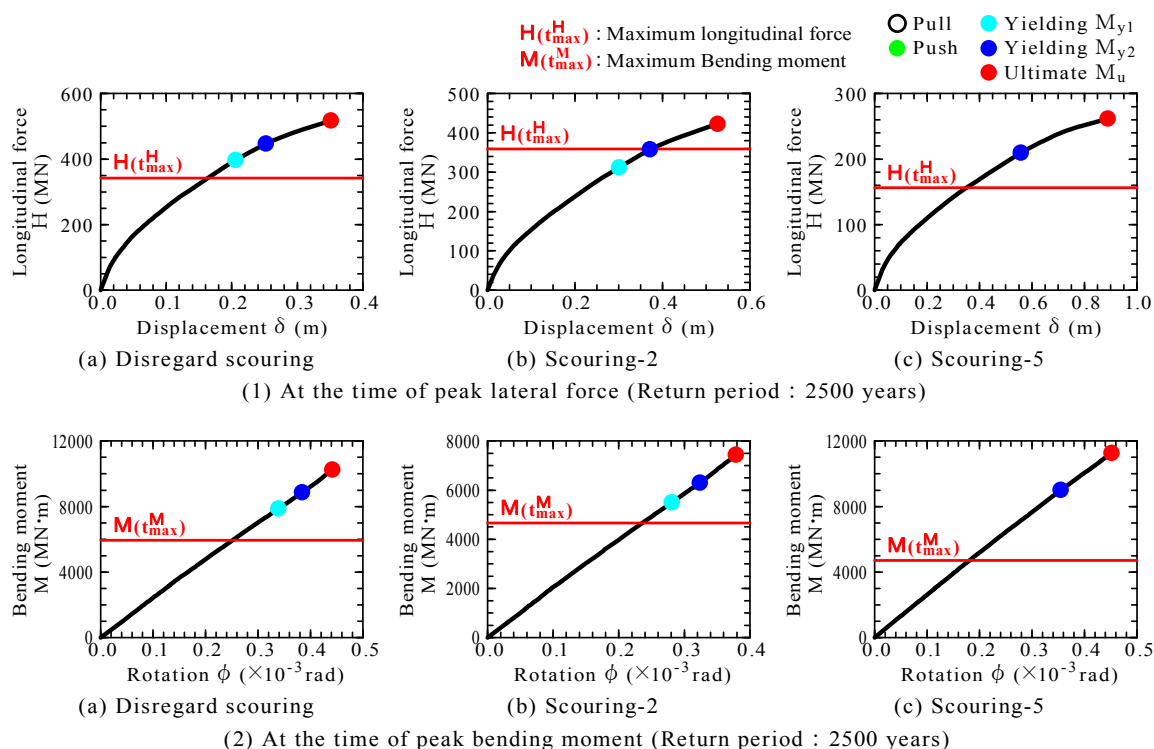 H(t^H_max) : Maximum longitudinal force
M(t^M_max) : Maximum Bending moment
Pull
Push
Yielding M_y1
Yielding M_y2
Ultimate M_u
Longitudinal force
H (MN)
600
400
200
0
H(t^H_max)
0.0 0.1 0.2 0.3 0.4
Displacement δ (m)
(a) Disregard scouring
Longitudinal force
H (MN)
500
400
300
200
100
0
H(t^H_max)
0.0 0.2 0.4 0.6
Displacement δ (m)
(b) Scouring-2
Longitudinal force
H (MN)
300
200
100
0
H(t^H_max)
0.0 0.2 0.4 0.6 0.8 1.0
Displacement δ (m)
(c) Scouring-5
(1) At the time of peak lateral force (Return period : 2500 years)
Bending moment
M (MN·m)
12000
8000
4000
0
M(t^M_max)
0.0 0.1 0.2 0.3 0.4 0.5
Rotation ϕ (×10^-3 rad)
(a) Disregard scouring
Bending moment
M (MN·m)
8000
6000
4000
2000
0
M(t^M_max)
0.0 0.1 0.2 0.3 0.4
Rotation ϕ (×10^-3 rad)
(b) Scouring-2
Bending moment
M (MN·m)
12000
8000
4000
0
M(t^M_max)
0.0 0.1 0.2 0.3 0.4 0.5
Rotation ϕ (×10^-3 rad)
(c) Scouring-5
(2) At the time of peak bending moment (Return period : 2500 years)